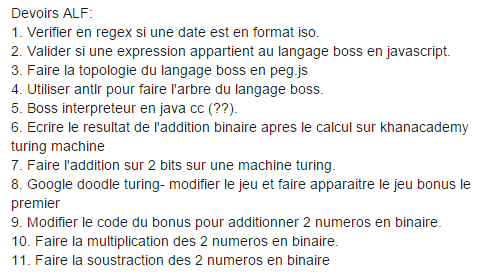 Devoirs ALF:
1. Verifier en regex si une date est en format iso.
2. Valider si une expression appartient au langage boss en javascript.
3. Faire la topologie du langage boss en peg.js
4. Utiliser antlr pour faire l'arbre du langage boss.
5. Boss interpreteur en java cc (??).
6. Ecrire le resultat de l'addition binaire apres le calcul sur khanacademy
turing machine
7. Faire l'addition sur 2 bits sur une machine turing.
8. Google doodle turing- modifier le jeu et faire apparaitre le jeu bonus le
premier
9. Modifier le code du bonus pour additionner 2 numeros en binaire.
10. Faire la multiplication des 2 numeros en binaire.
11. Faire la soustraction des 2 numeros en binaire